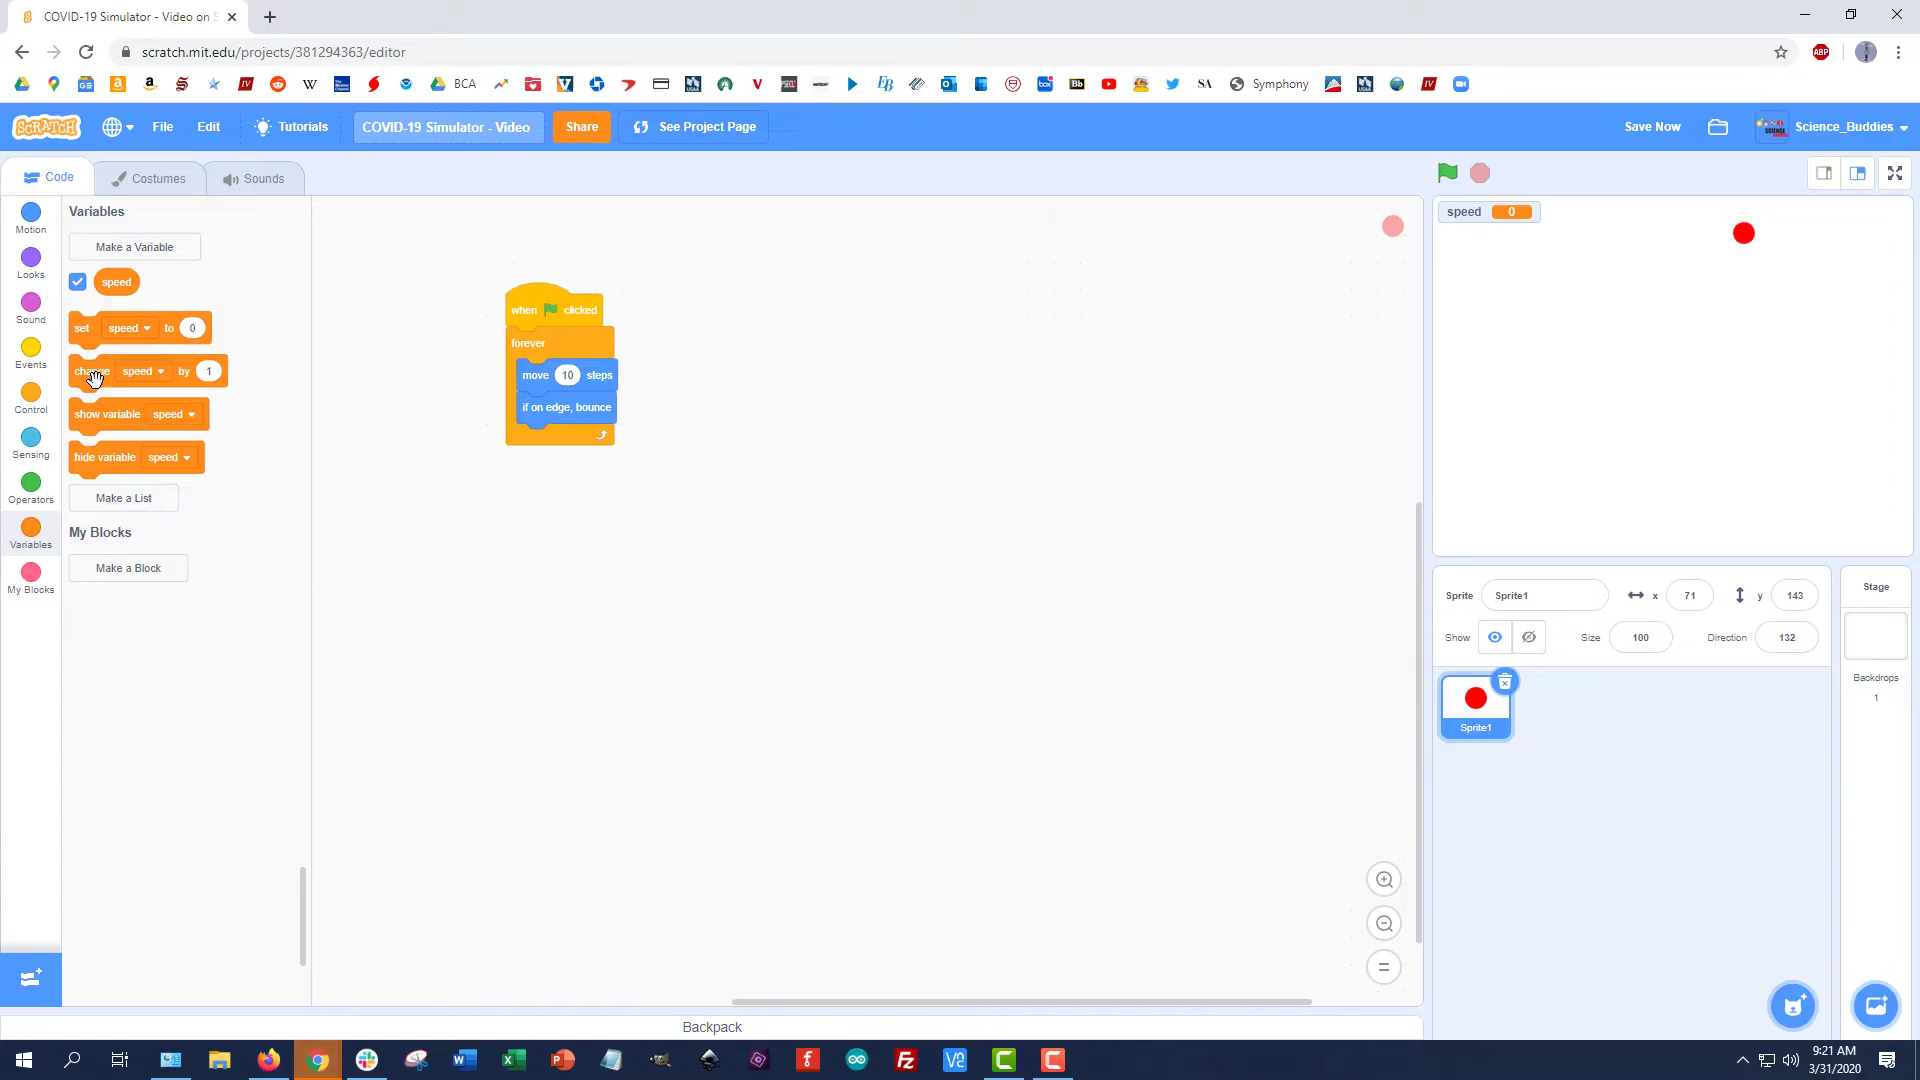 COVID-19 Simulator - Video on S
scratch.mit.edu/projects/381294363/editor
ABP
BCA
Symphony
SCRATCH
File
Edit
Tutorials
COVID-19 Simulator - Video
Share
See Project Page
Save Now
Science_Buddies
Code
Costumes
Sounds
Motion
Looks
Sound
Events
Control
Sensing
Operators
Variables
My Blocks
Variables
Make a Variable
speed
set speed to 0
change speed by 1
show variable speed
hide variable speed
Make a List
My Blocks
Make a Block
when clicked
forever
move 10 steps
if on edge, bounce
speed 0
Sprite Sprite1 x 71 y 143
Show Size 100 Direction 132
Sprite1
Stage
Backdrops
1
Backpack
9:21 AM
3/31/2020